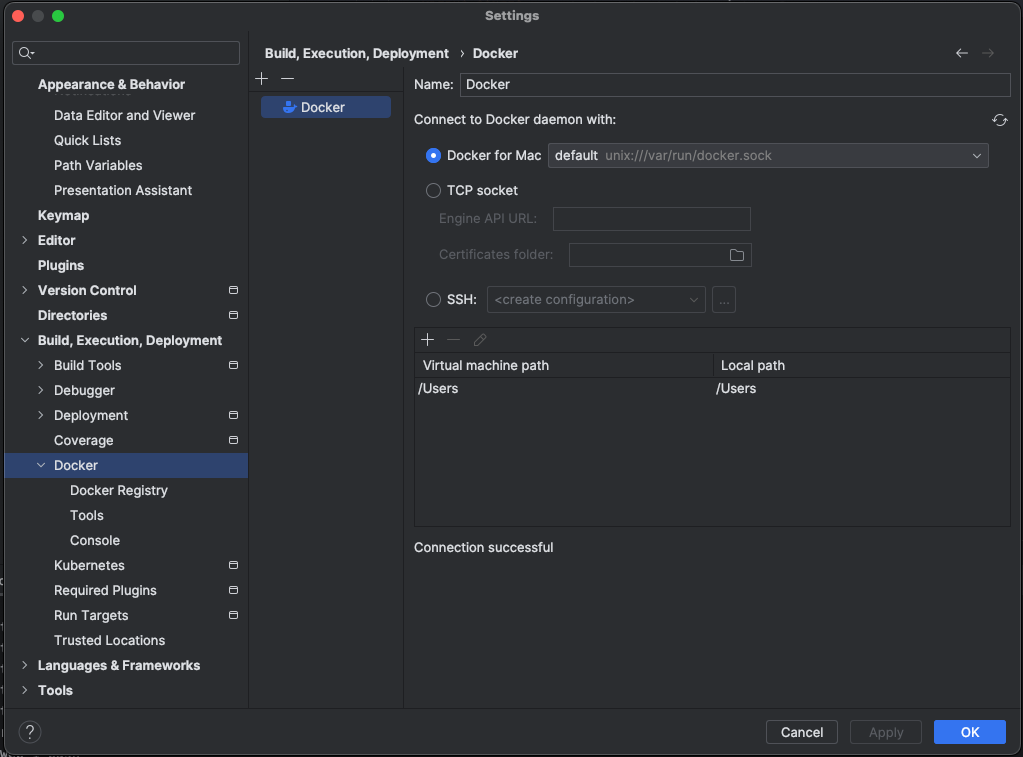 Settings
Build, Execution, Deployment › Docker
Appearance & Behavior
Data Editor and Viewer
Quick Lists
Path Variables
Presentation Assistant
Keymap
Editor
Plugins
Version Control
Directories
Build, Execution, Deployment
Build Tools
Debugger
Deployment
Coverage
Docker
Docker Registry
Tools
Console
Kubernetes
Required Plugins
Run Targets
Trusted Locations
Languages & Frameworks
Tools
Docker
Name: Docker
Connect to Docker daemon with:
Docker for Mac default unix:///var/run/docker.sock
TCP socket
Engine API URL:
Certificates folder:
SSH: <create configuration> ...
Virtual machine path Local path
/Users /Users
Connection successful
? Cancel Apply OK